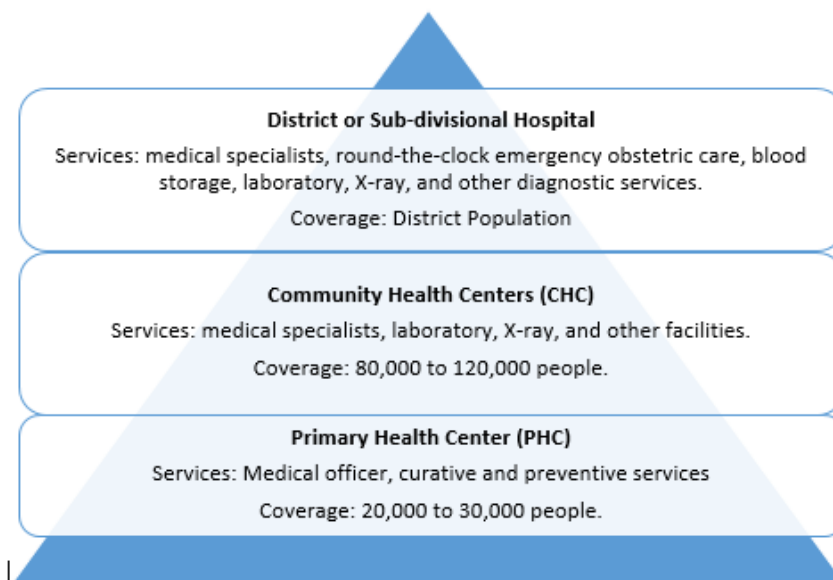 District or Sub-divisional Hospital
Services: medical specialists, round-the-clock emergency obstetric care, blood
storage, laboratory, X-ray, and other diagnostic services.
Coverage: District Population
Community Health Centers (CHC)
Services: medical specialists, laboratory, X-ray, and other facilities.
Coverage: 80,000 to 120,000 people.
Primary Health Center (PHC)
Services: Medical officer, curative and preventive services
Coverage: 20,000 to 30,000 people.